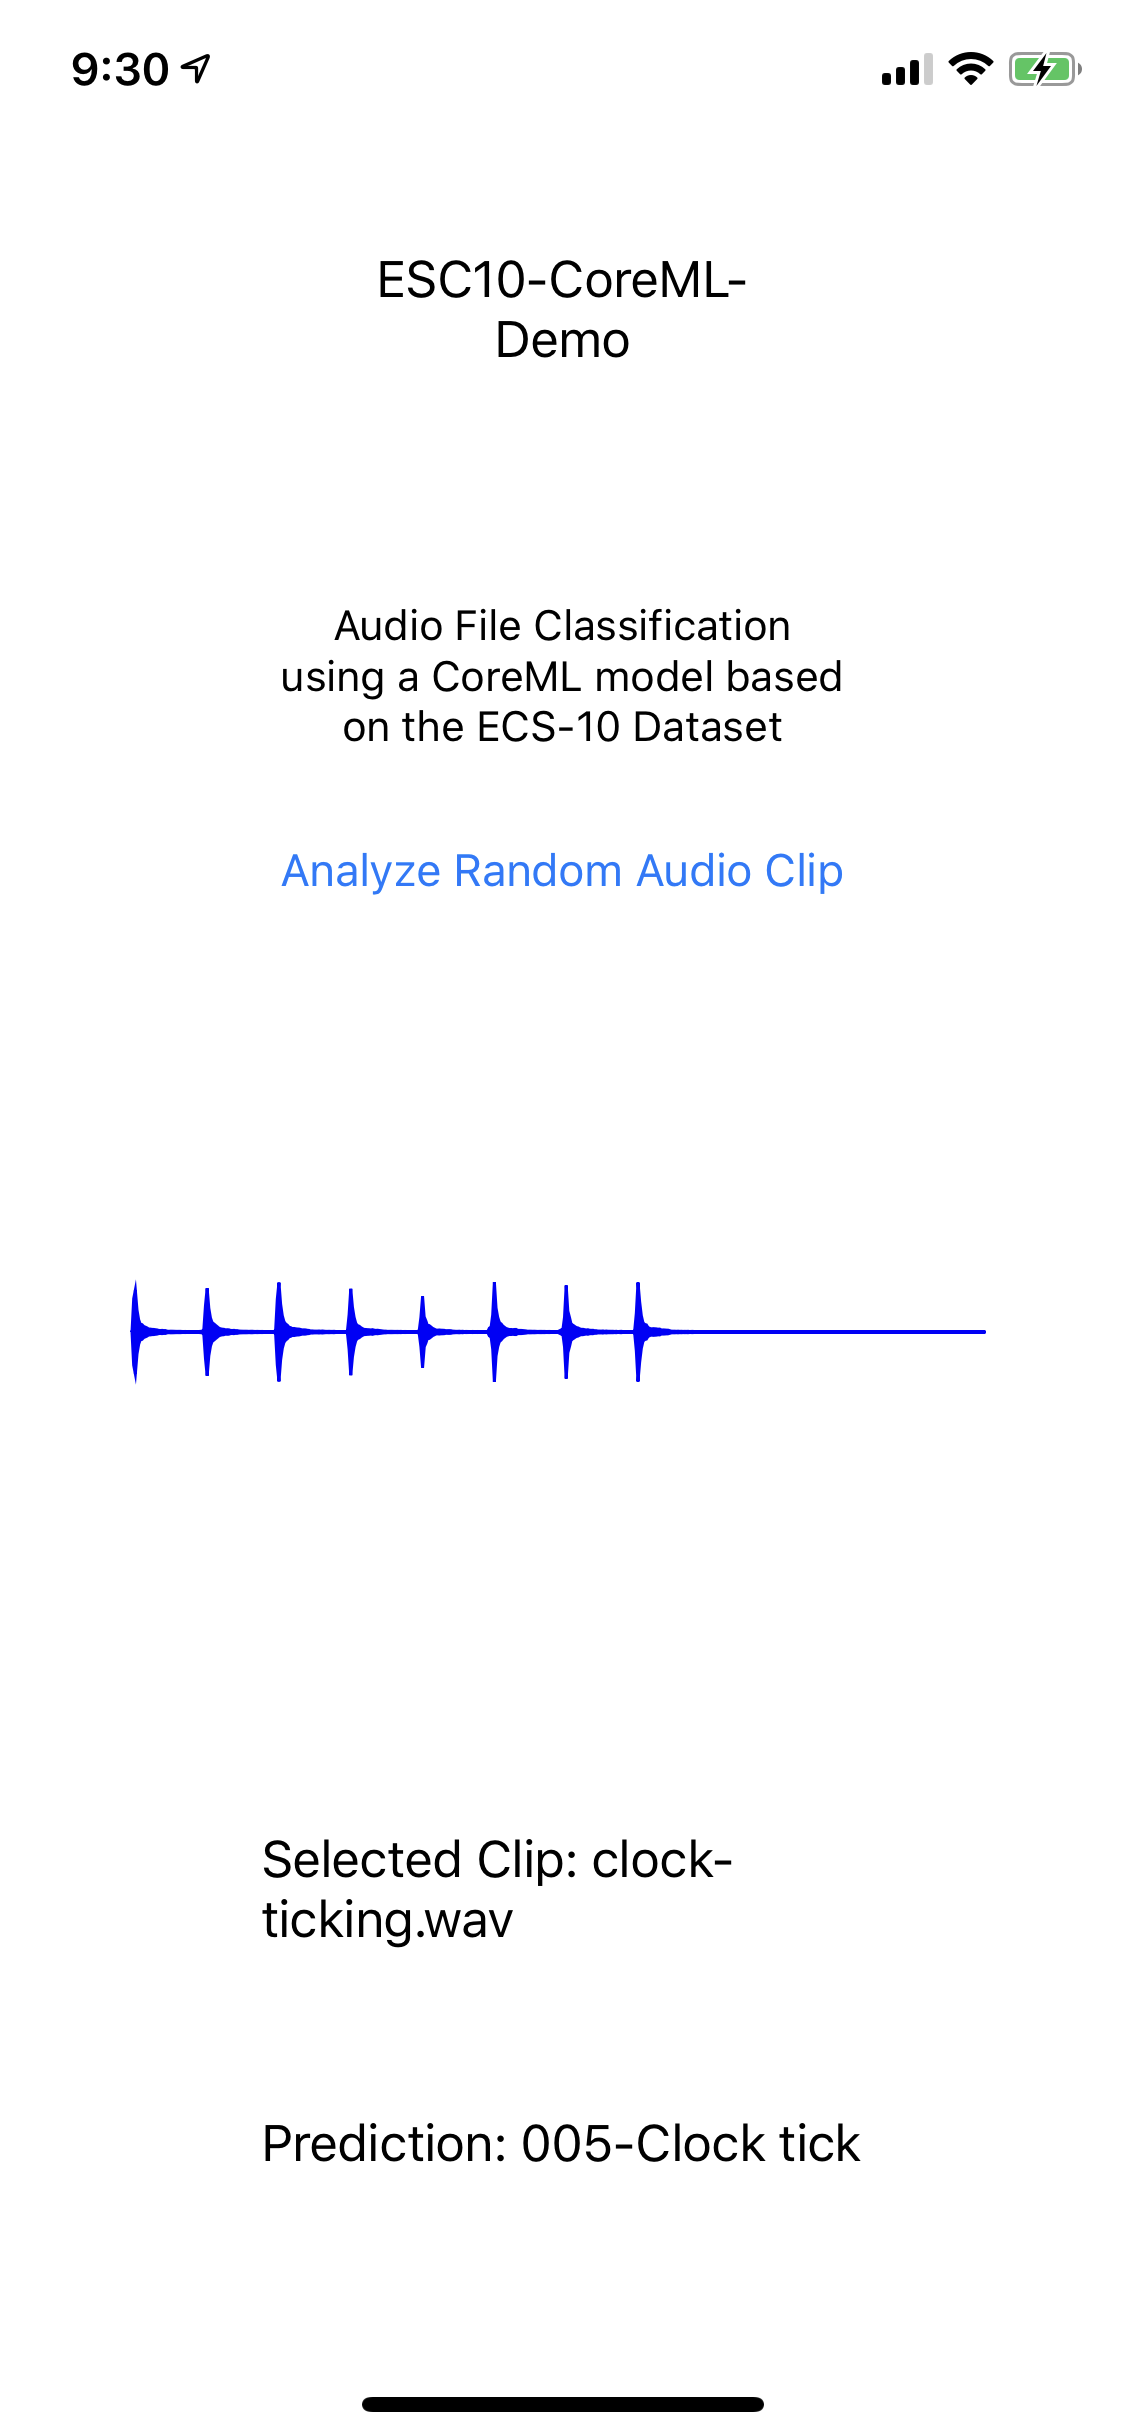 9:30
ESC10-CoreML-
Demo
Audio File Classification
using a CoreML model based
on the ECS-10 Dataset
Analyze Random Audio Clip
Selected Clip: clock-
ticking.wav
Prediction: 005-Clock tick